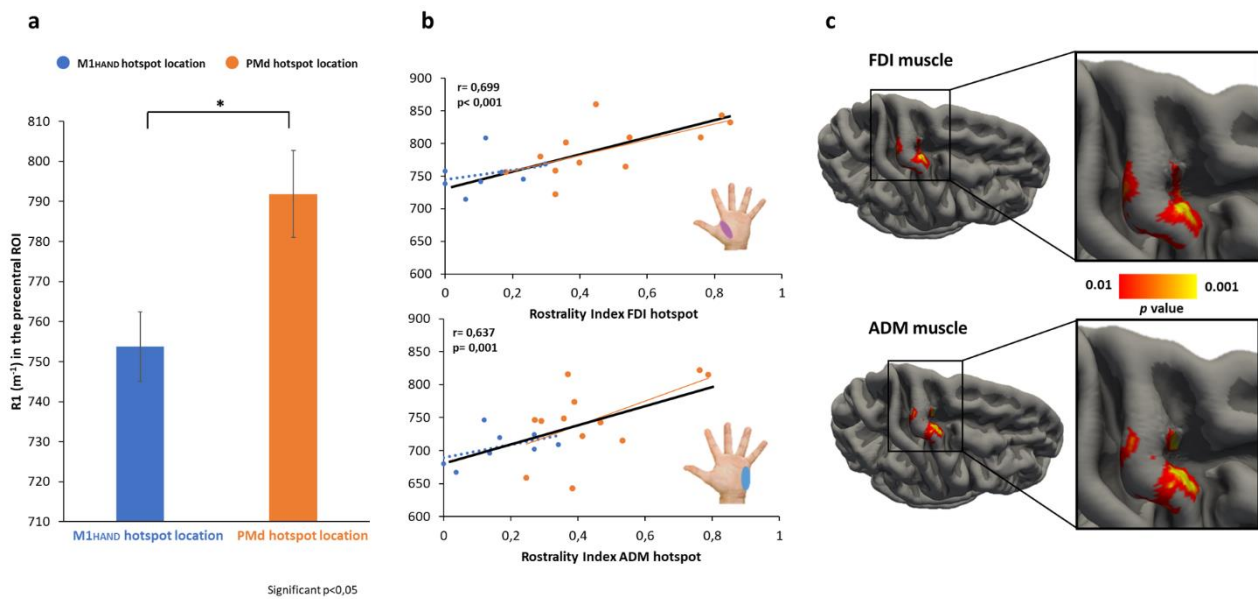 a
M1HAND hotspot location
PMd hotspot location
*
810
800
790
780
770
760
750
740
730
720
710
R1 (m⁻¹) in the precentral ROI
M1HAND hotspot location
PMd hotspot location
Significant p<0,05
b
900
850
800
750
700
650
600
r= 0,699
p< 0,001
0
0,2
0,4
0,6
0,8
1
Rostrality Index FDI hotspot
900
850
800
750
700
650
600
r= 0,637
p= 0,001
0
0,2
0,4
0,6
0,8
1
Rostrality Index ADM hotspot
c
FDI muscle
0.01
0.001
p value
ADM muscle